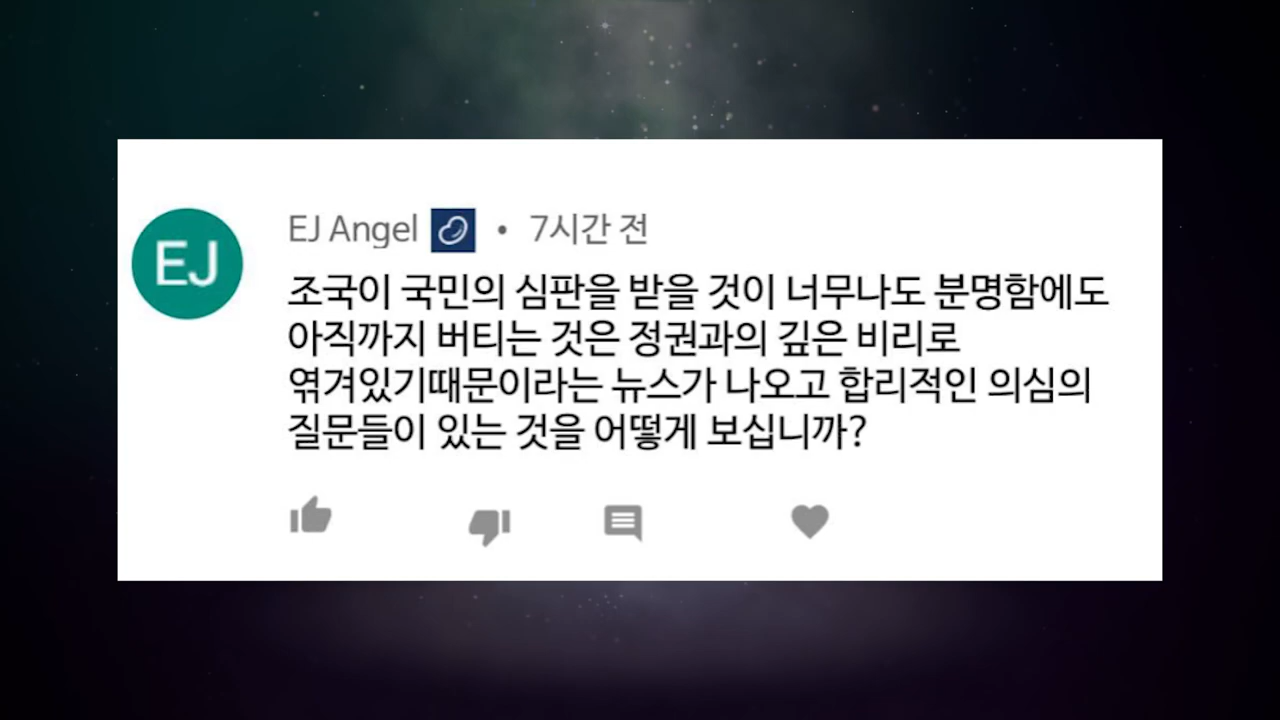 EJ
EJ Angel • 7시간 전
조국이 국민의 심판을 받을 것이 너무나도 분명함에도
아직까지 버티는 것은 정권과의 깊은 비리로
엮겨있기때문이라는 뉴스가 나오고 합리적인 의심의
질문들이 있는 것을 어떻게 보십니까?